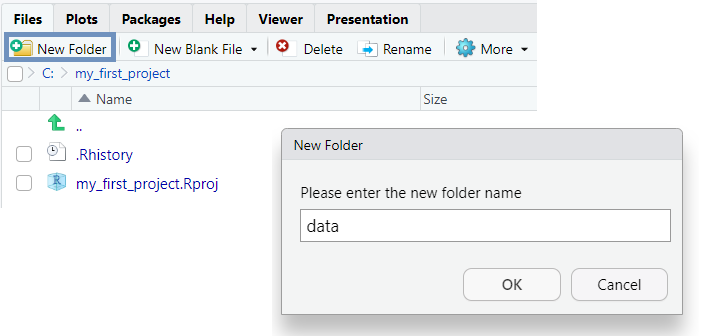 Files Plots Packages Help Viewer Presentation
New Folder New Blank File Delete Rename More
C: my_first_project
Name Size
..
.Rhistory
my_first_project.Rproj
New Folder
Please enter the new folder name
data
OK Cancel